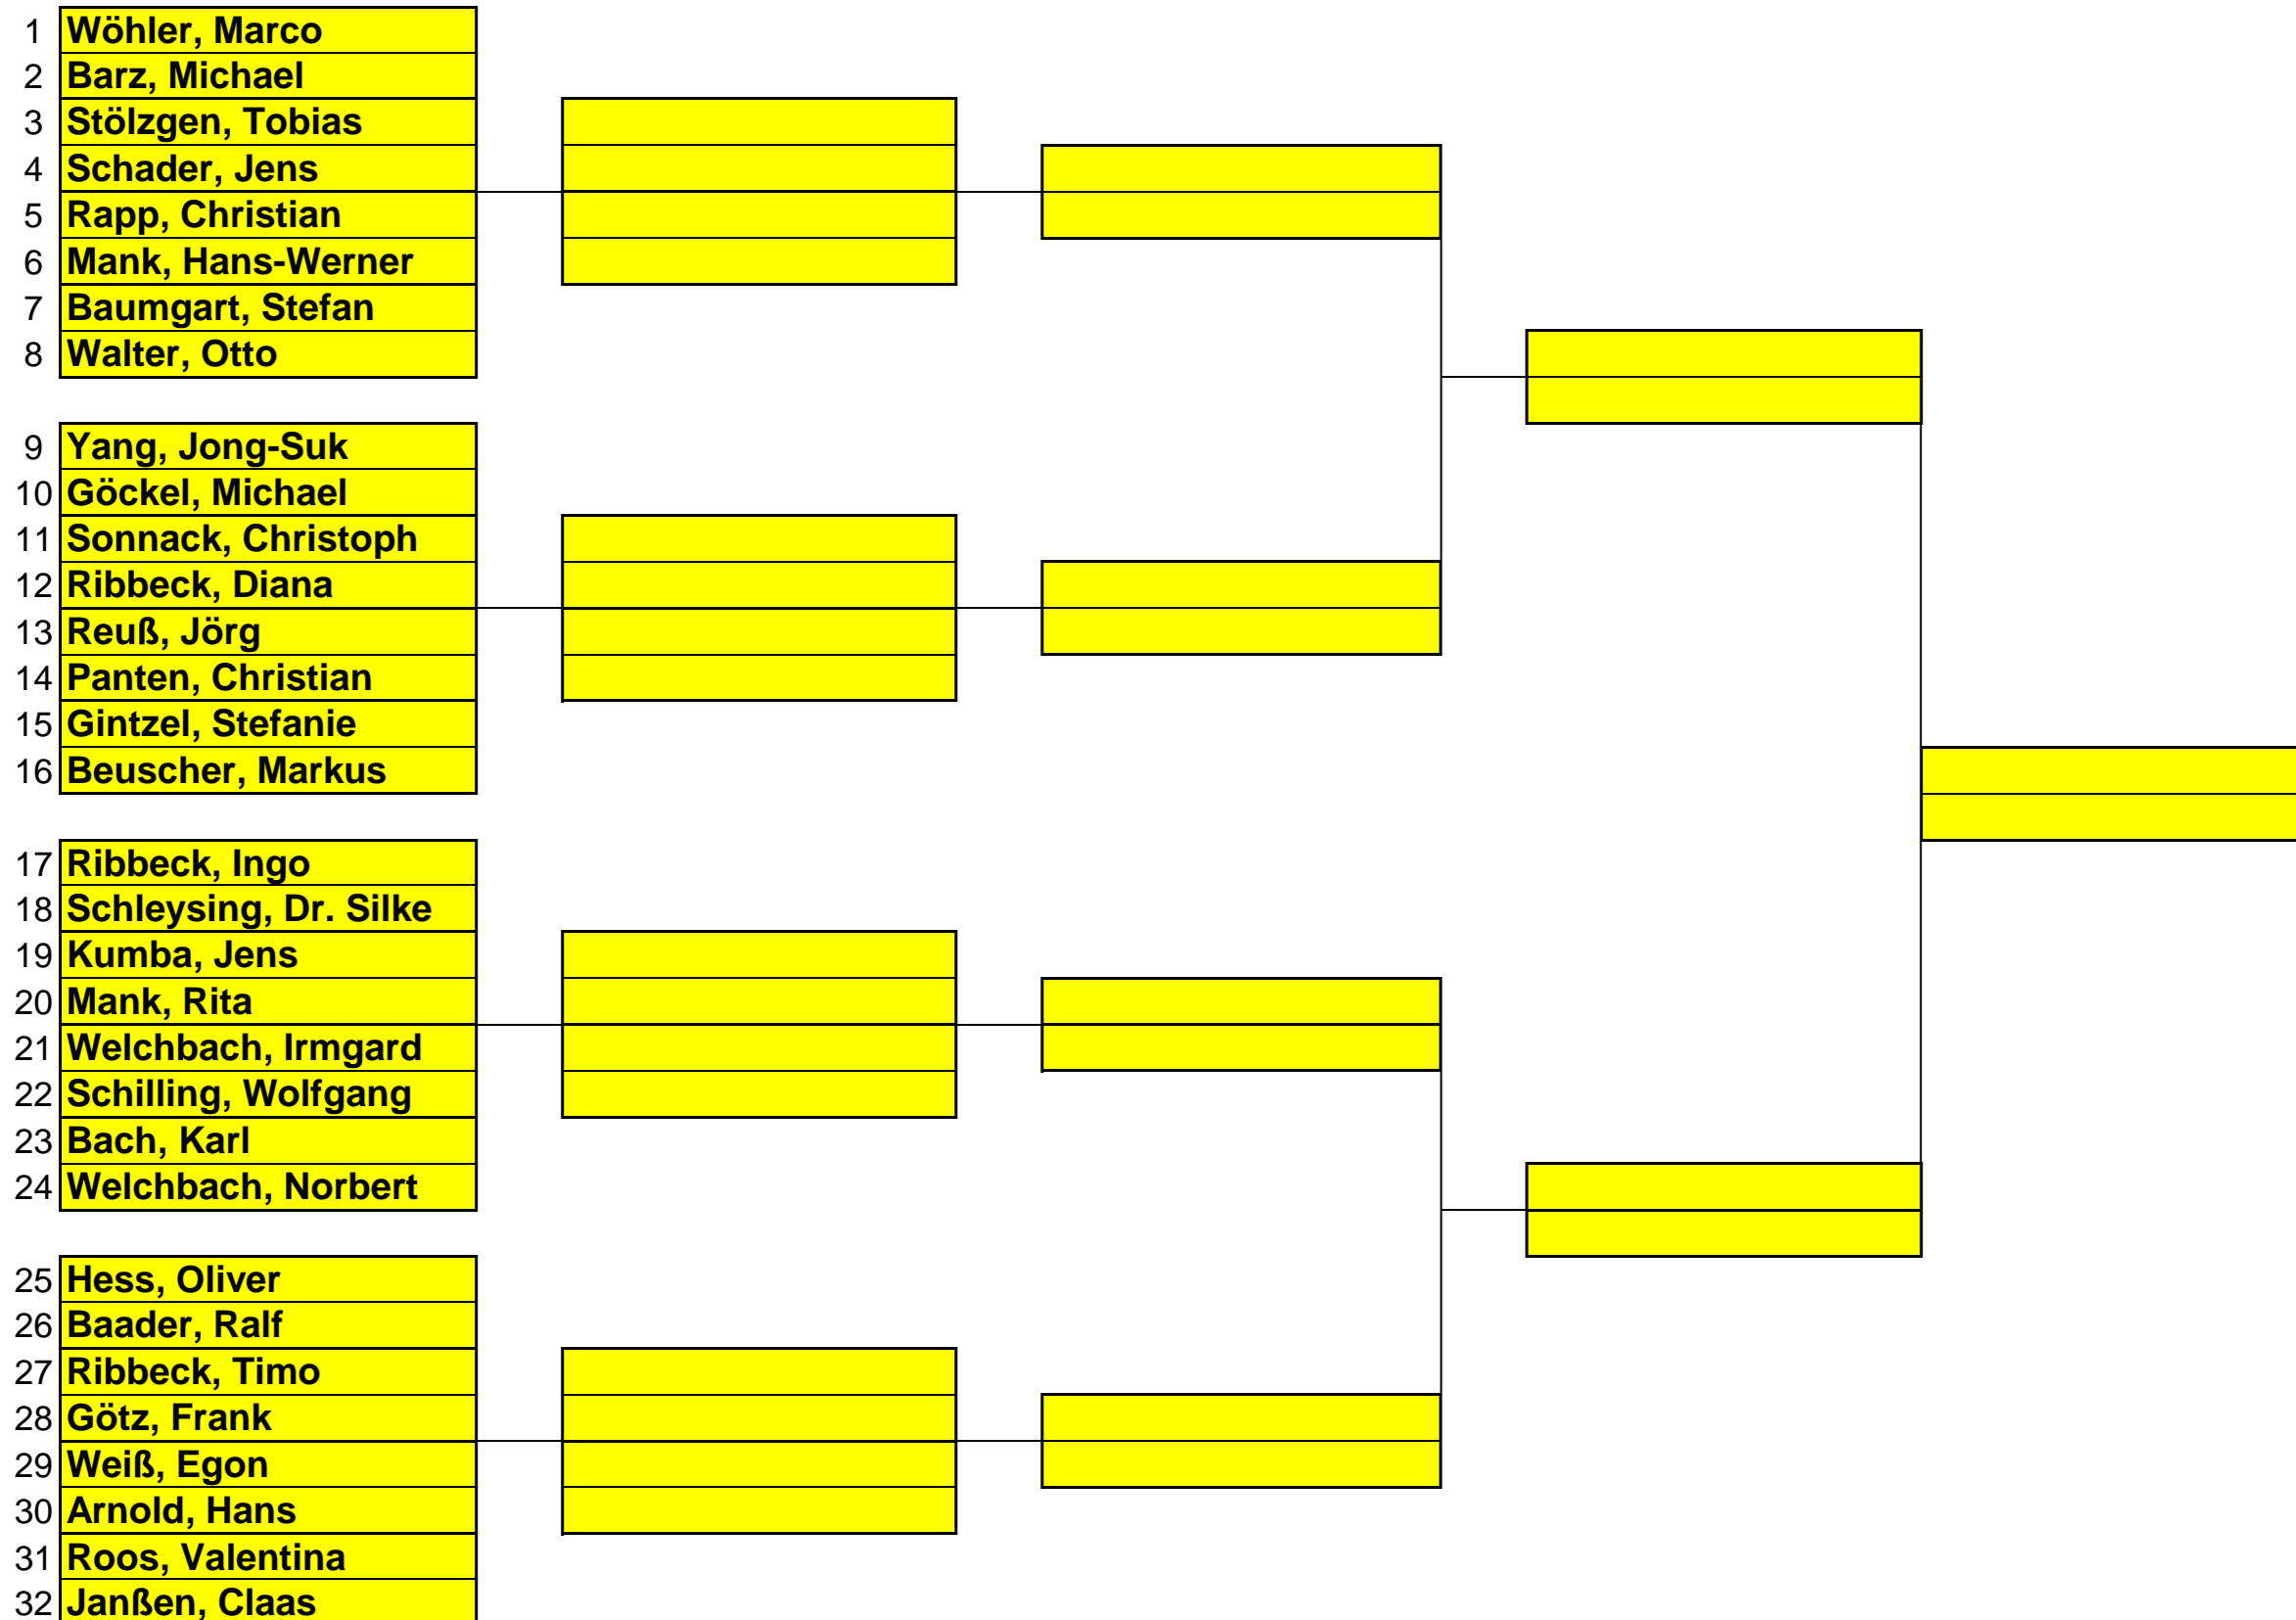 1 Wöhler, Marco
2 Barz, Michael
3 Stölzgen, Tobias
4 Schader, Jens
5 Rapp, Christian
6 Mank, Hans-Werner
7 Baumgart, Stefan
8 Walter, Otto
9 Yang, Jong-Suk
10 Göckel, Michael
11 Sonnack, Christoph
12 Ribbeck, Diana
13 Reuß, Jörg
14 Panten, Christian
15 Gintzel, Stefanie
16 Beuscher, Markus
17 Ribbeck, Ingo
18 Schleysing, Dr. Silke
19 Kumba, Jens
20 Mank, Rita
21 Welchbach, Irmgard
22 Schilling, Wolfgang
23 Bach, Karl
24 Welchbach, Norbert
25 Hess, Oliver
26 Baader, Ralf
27 Ribbeck, Timo
28 Götz, Frank
29 Weiß, Egon
30 Arnold, Hans
31 Roos, Valentina
32 Janßen, Claas